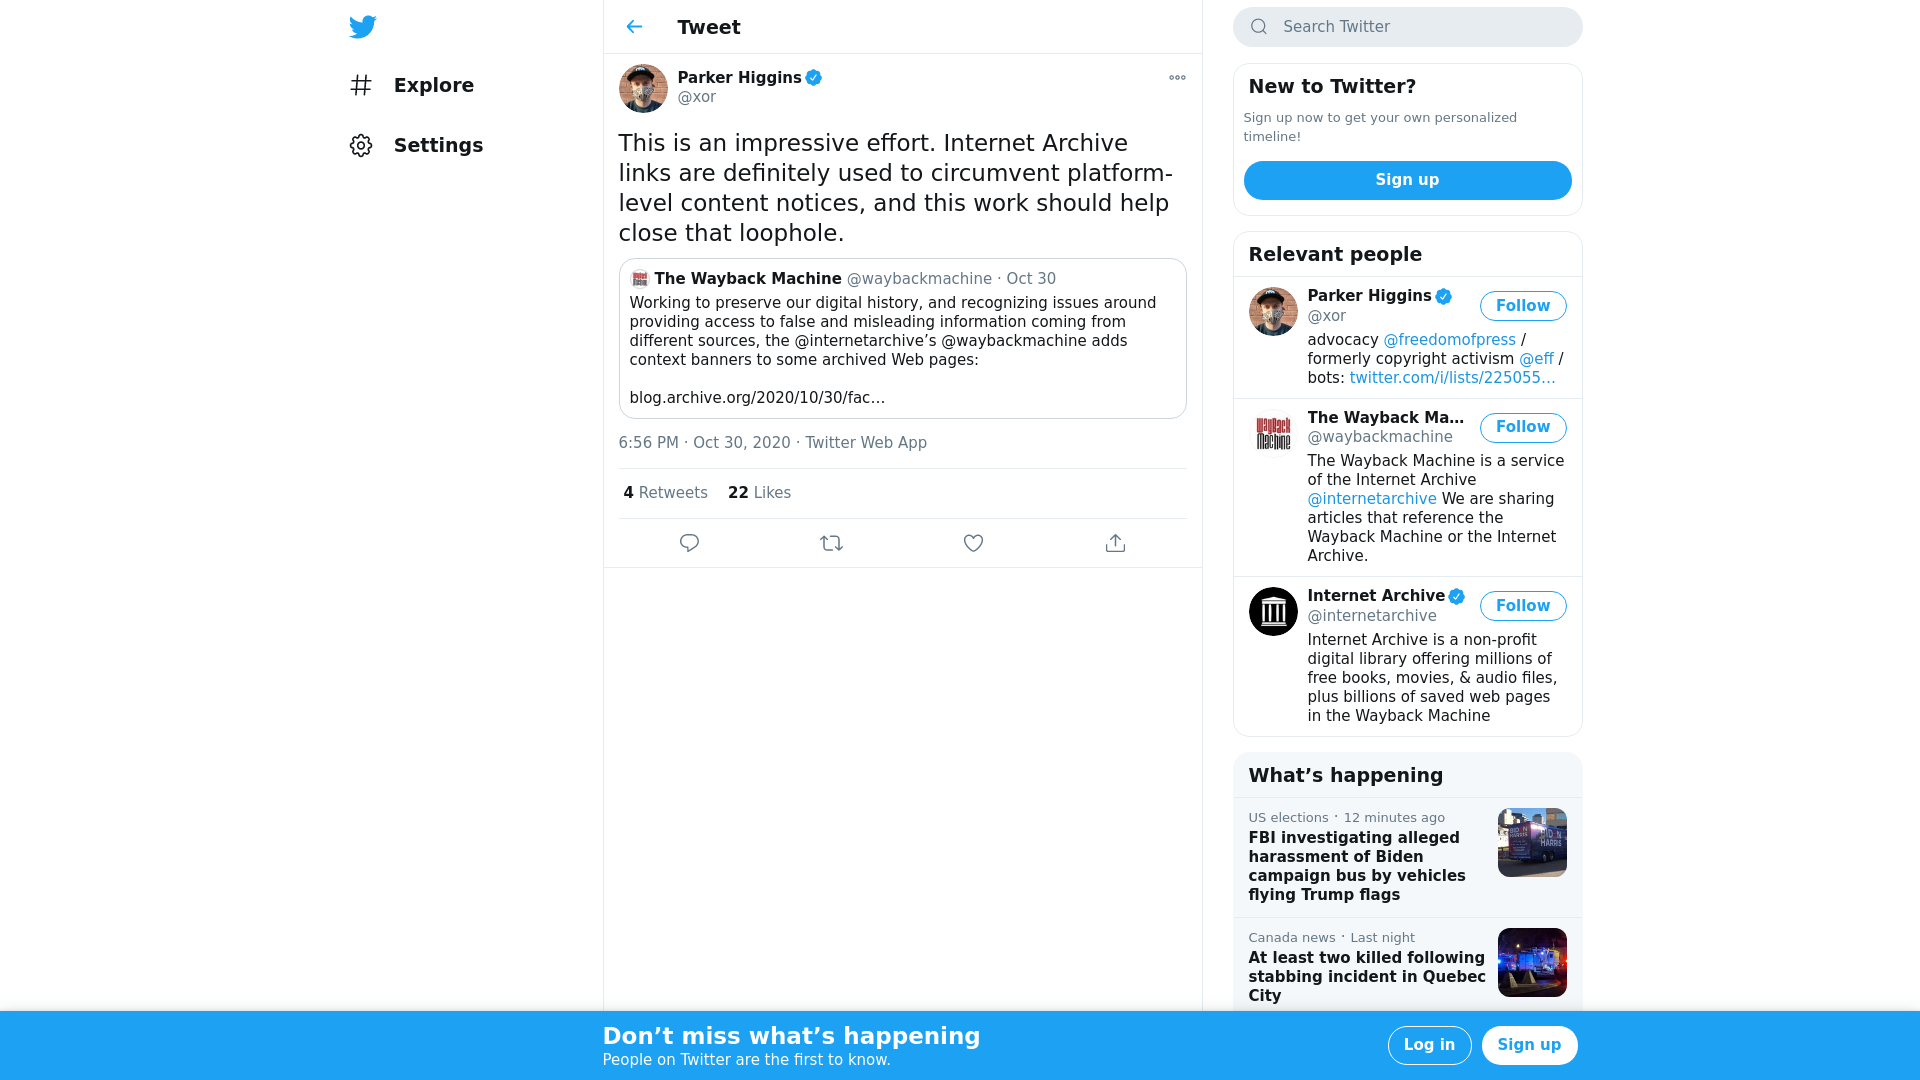 Explore
Settings
Tweet
Parker Higgins
@xor
This is an impressive effort. Internet Archive
links are definitely used to circumvent platform-
level content notices, and this work should help
close that loophole.
The Wayback Machine @waybackmachine · Oct 30
Working to preserve our digital history, and recognizing issues around
providing access to false and misleading information coming from
different sources, the @internetarchive’s @waybackmachine adds
context banners to some archived Web pages:
blog.archive.org/2020/10/30/fac…
6:56 PM · Oct 30, 2020 · Twitter Web App
4 Retweets 22 Likes
Search Twitter
New to Twitter?
Sign up now to get your own personalized
timeline!
Sign up
Relevant people
Parker Higgins
@xor
Follow
advocacy @freedomofpress /
formerly copyright activism @eff /
bots: twitter.com/i/lists/225055…
Wayback
Machine
The Wayback Ma…
@waybackmachine
Follow
The Wayback Machine is a service
of the Internet Archive
@internetarchive We are sharing
articles that reference the
Wayback Machine or the Internet
Archive.
Internet Archive
@internetarchive
Follow
Internet Archive is a non-profit
digital library offering millions of
free books, movies, & audio files,
plus billions of saved web pages
in the Wayback Machine
What’s happening
US elections · 12 minutes ago
FBI investigating alleged
harassment of Biden
campaign bus by vehicles
flying Trump flags
Canada news · Last night
At least two killed following
stabbing incident in Quebec
City
Don’t miss what’s happening
People on Twitter are the first to know.
Log in
Sign up